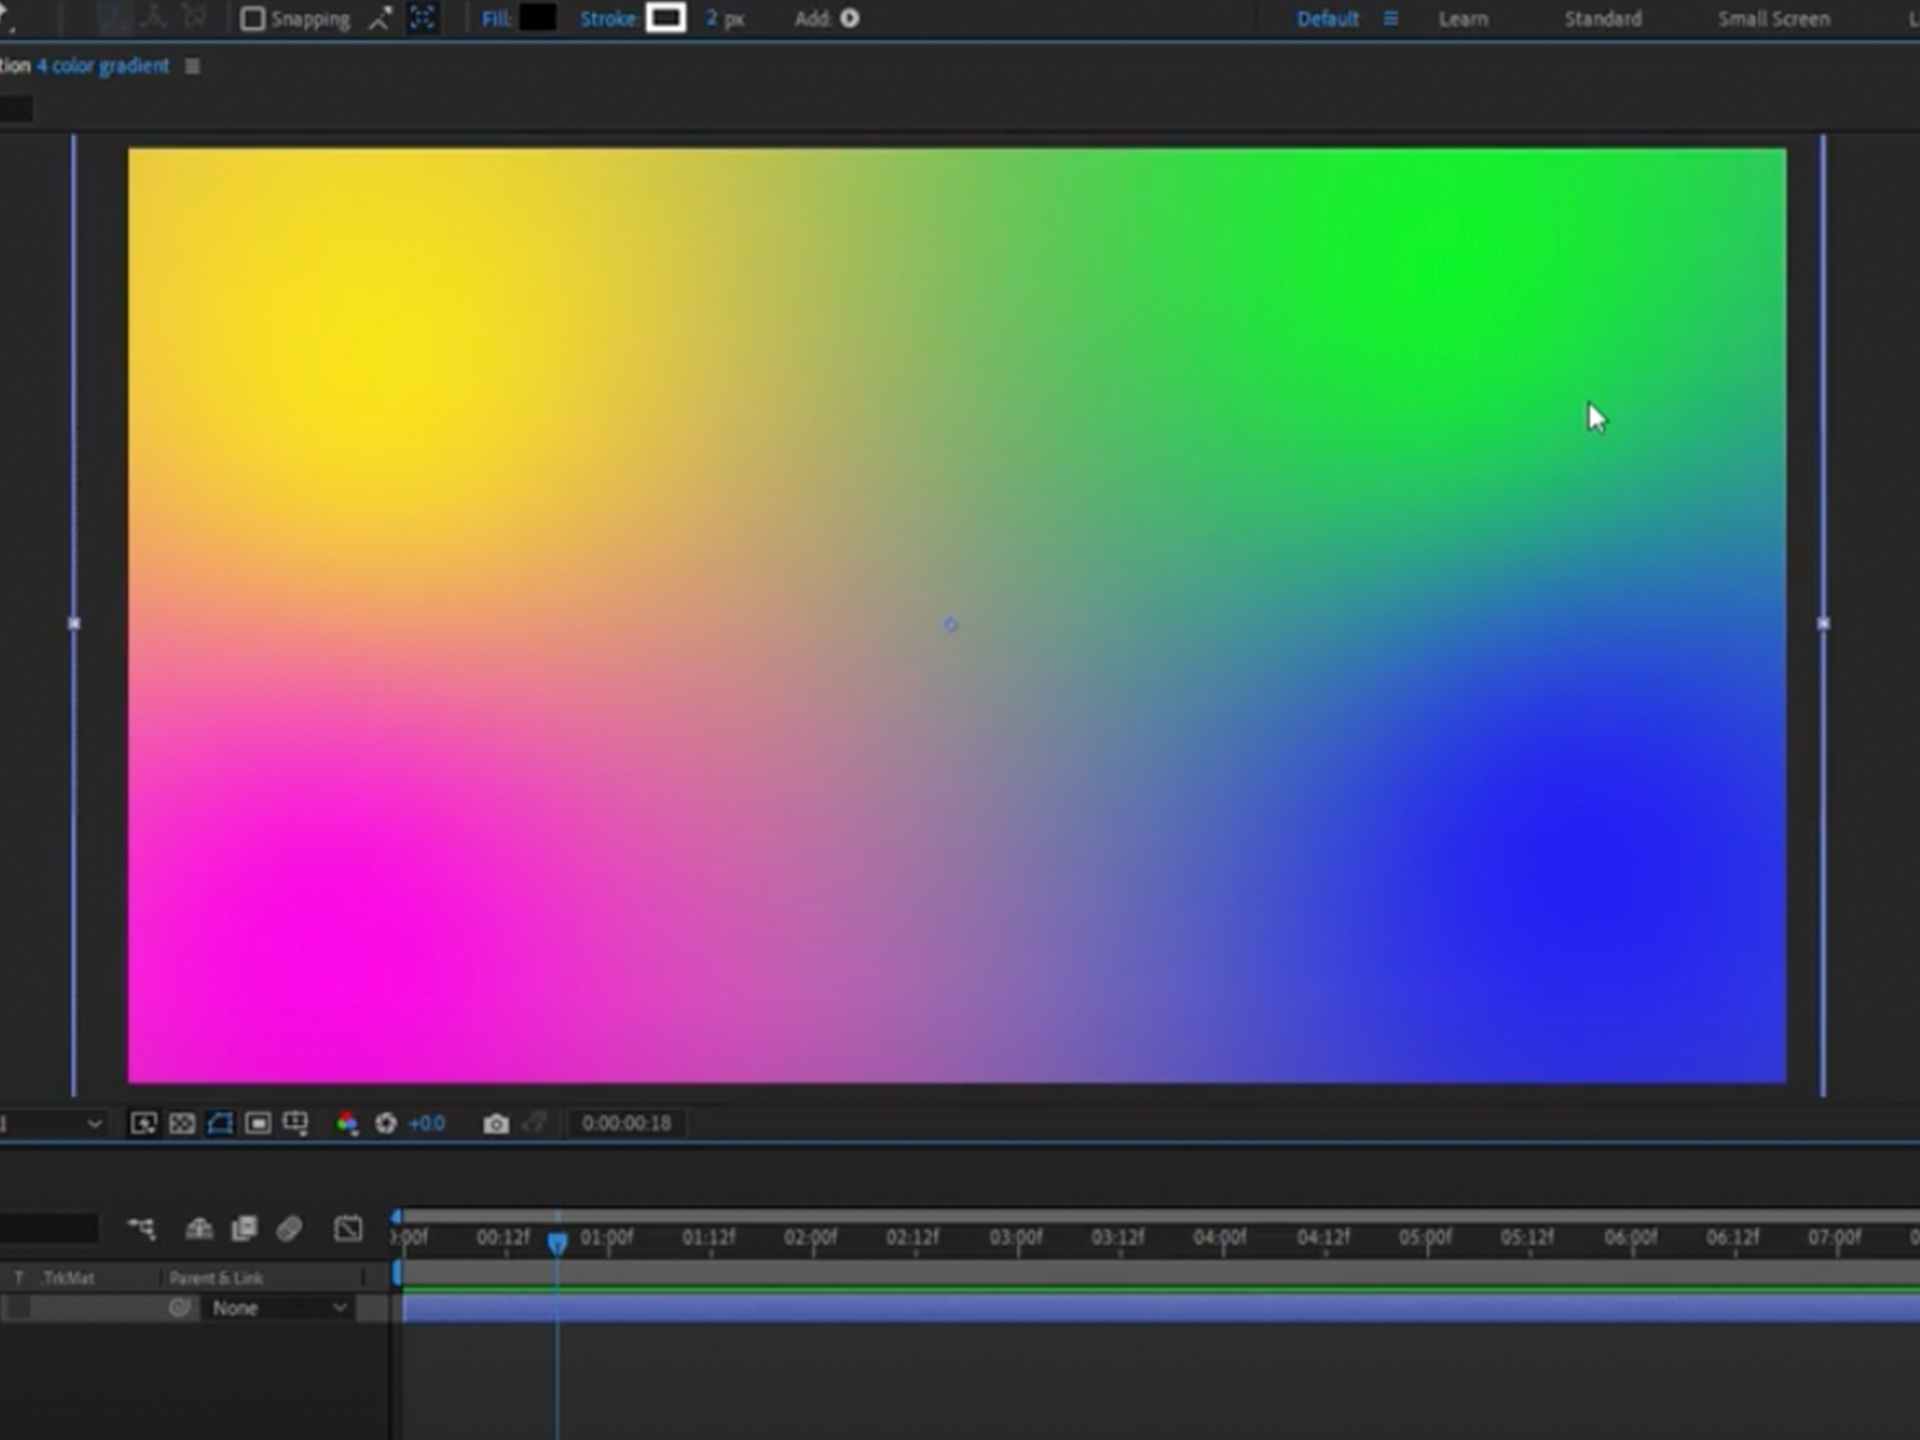 Snapping Fill: Stroke: 2 px Add: Default Learn Standard Small Screen
tion 4 color gradient
+0.0 0:00:00:18
:00f 00:12f 01:00f 01:12f 02:00f 02:12f 03:00f 03:12f 04:00f 04:12f 05:00f 05:12f 06:00f 06:12f 07:00f
T .TrkMat Parent & Link
None